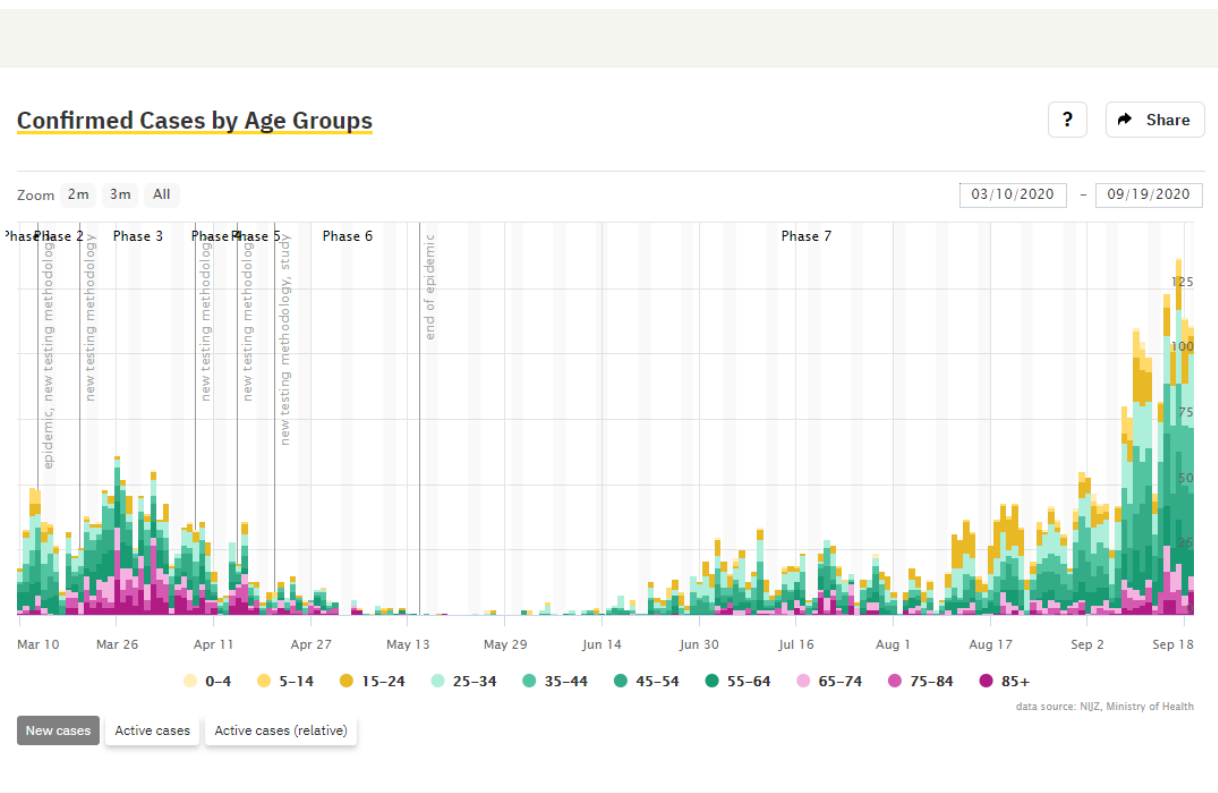 Confirmed Cases by Age Groups
?
Share
Zoom 2m 3m All
03/10/2020 – 09/19/2020
Phase 2 Phase 3 Phase 5 Phase 6 Phase 7
epidemic, new testing methodology
new testing methodology
new testing methodology
new testing methodology
new testing methodology, study
end of epidemic
125
100
75
50
25
0
Mar 10 Mar 26 Apr 11 Apr 27 May 13 May 29 Jun 14 Jun 30 Jul 16 Aug 1 Aug 17 Sep 2 Sep 18
0–4 5–14 15–24 25–34 35–44 45–54 55–64 65–74 75–84 85+
data source: NIJZ, Ministry of Health
New cases Active cases Active cases (relative)